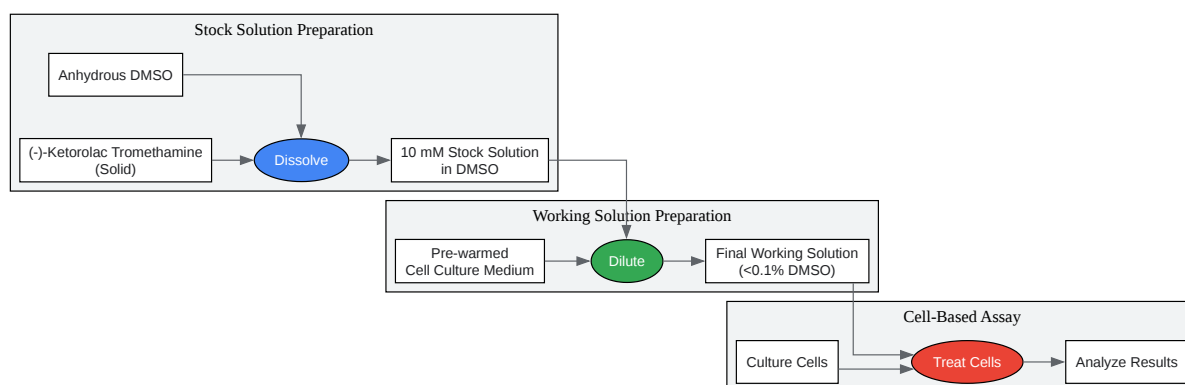 Stock Solution Preparation
Anhydrous DMSO
(-)-Ketorolac Tromethamine
(Solid)
Dissolve
10 mM Stock Solution
in DMSO
Working Solution Preparation
Pre-warmed
Cell Culture Medium
Dilute
Final Working Solution
(<0.1% DMSO)
Cell-Based Assay
Culture Cells
Treat Cells
Analyze Results